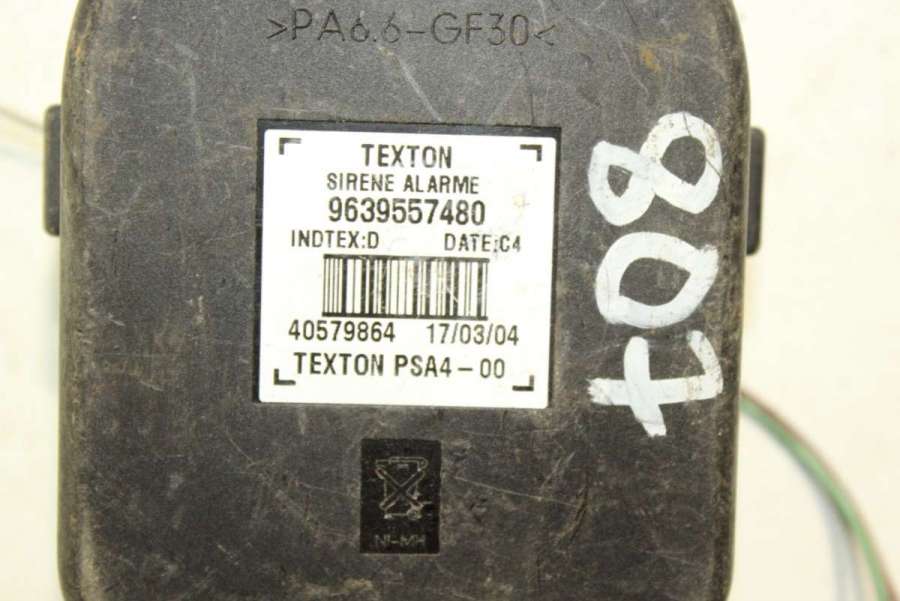 >PA6.6-GF30<
TEXTON
SIRENE ALARME
9639557480
INDTEX:D DATE:C4
40579864 17/03/04
TEXTON PSA4-00
NI-MH
807